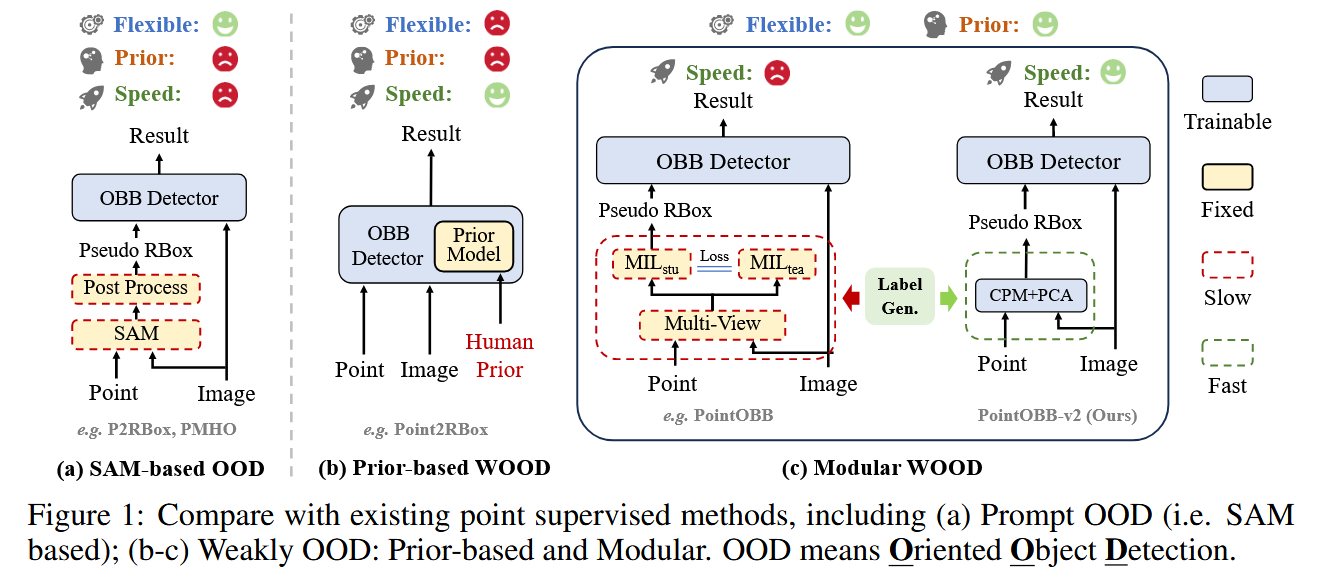 Flexible:
Prior:
Speed:
Result
OBB Detector
Pseudo RBox
Post Process
SAM
Point
Image
e.g. P2RBox, PMHO
(a) SAM-based OOD
Flexible:
Prior:
Speed:
Result
OBB
Detector
Prior
Model
Human
Prior
Point
Image
e.g. Point2RBox
(b) Prior-based WOOD
Flexible:
Prior:
Speed:
Result
OBB Detector
Pseudo RBox
MILstu
Loss
MILtea
Multi-View
Point
Image
e.g. PointOBB
Label
Gen.
Speed:
Result
OBB Detector
Pseudo RBox
CPM+PCA
Point
Image
PointOBB-v2 (Ours)
(c) Modular WOOD
Trainable
Fixed
Slow
Fast
Figure 1: Compare with existing point supervised methods, including (a) Prompt OOD (i.e. SAM
based); (b-c) Weakly OOD: Prior-based and Modular. OOD means Oriented Object Detection.